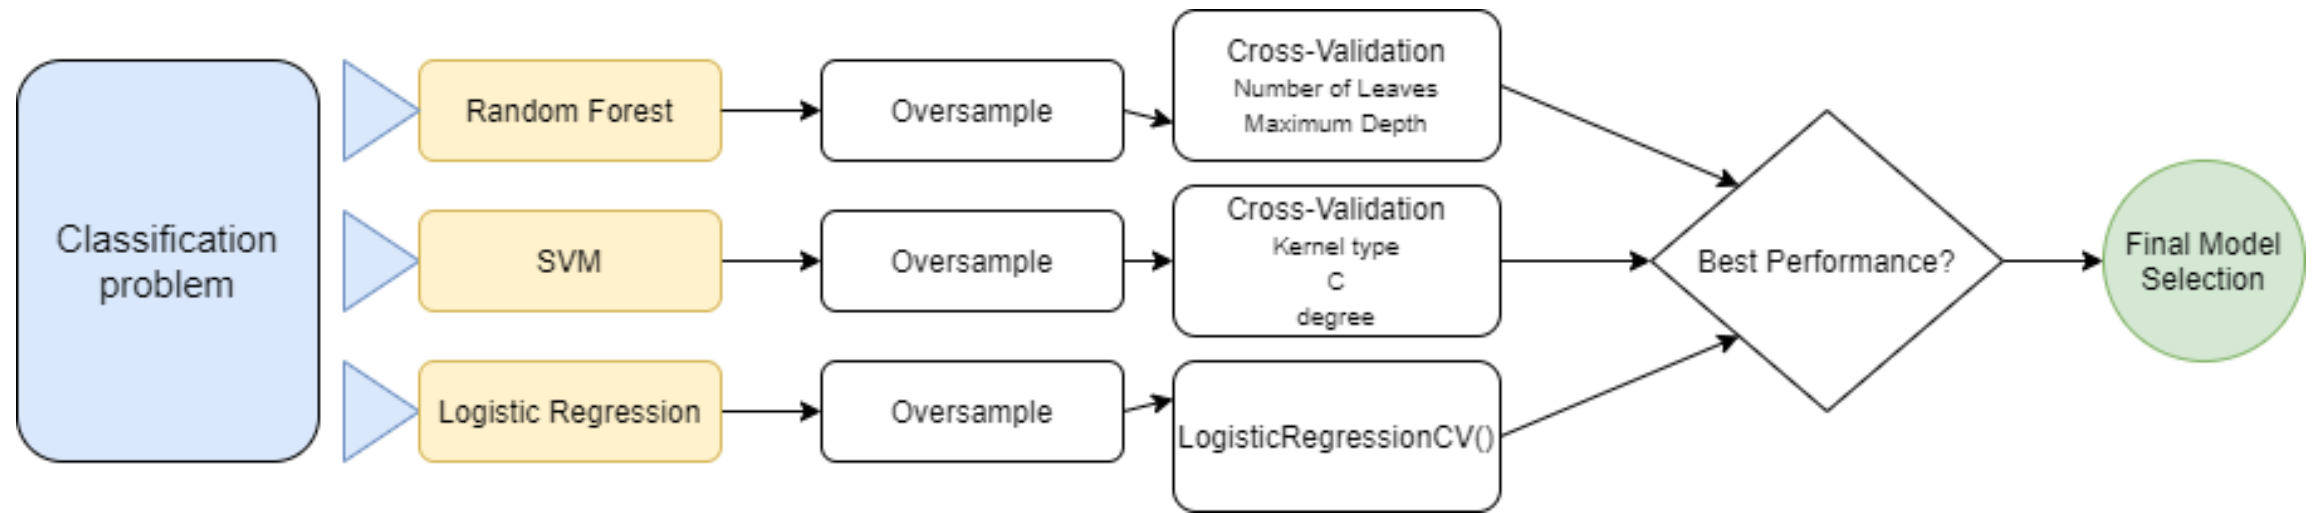 Classification
problem
Random Forest
Oversample
Cross-Validation
Number of Leaves
Maximum Depth
SVM
Oversample
Cross-Validation
Kernel type
C
degree
Logistic Regression
Oversample
LogisticRegressionCV()
Best Performance?
Final Model
Selection